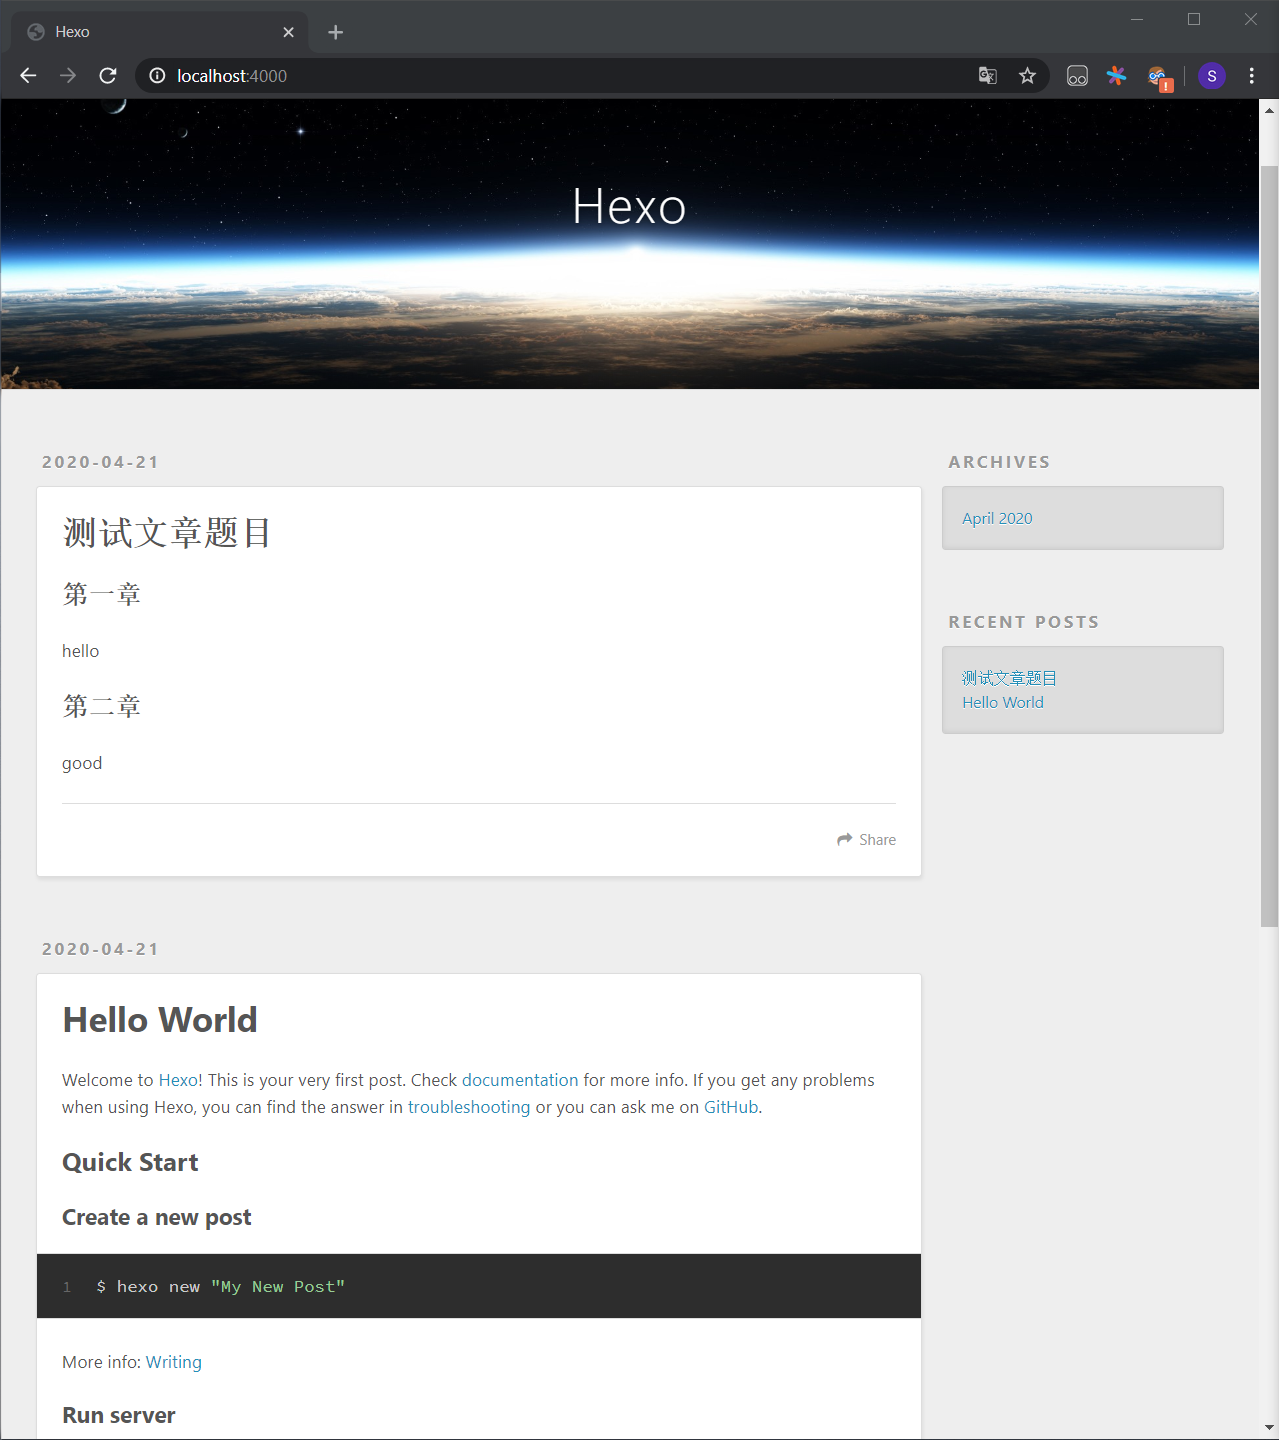 Hexo
localhost:4000
S
Hexo
2020-04-21
测试文章题目
第一章
hello
第二章
good
Share
ARCHIVES
April 2020
RECENT POSTS
测试文章题目
Hello World
2020-04-21
Hello World
Welcome to Hexo! This is your very first post. Check documentation for more info. If you get any problems
when using Hexo, you can find the answer in troubleshooting or you can ask me on GitHub.
Quick Start
Create a new post
1 $ hexo new "My New Post"
More info: Writing
Run server